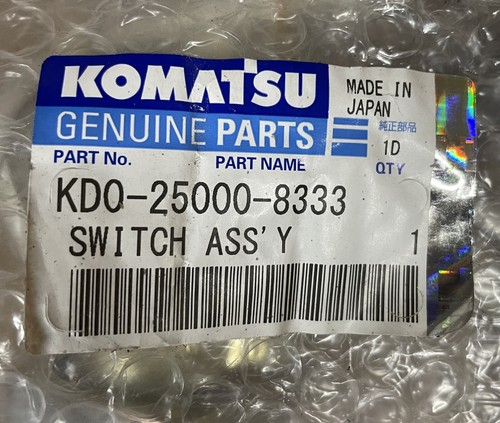 KOMATSU
MADE IN
JAPAN
GENUINE PARTS
純正部品
1D
PART No. PART NAME
QTY
KD0-25000-8333
SWITCH ASS'Y 1